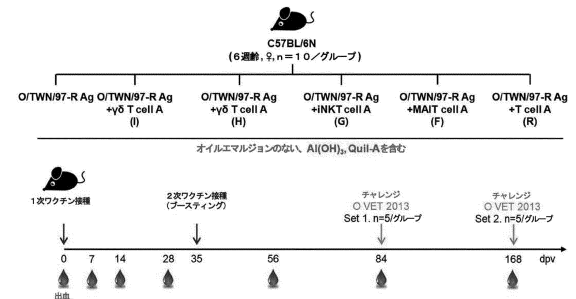 C57BL/6N
(6週齢,♀,n=10/グループ)
O/TWN/97-R Ag
O/TWN/97-R Ag
+γδ T cell A
(I)
O/TWN/97-R Ag
+γδ T cell A
(H)
O/TWN/97-R Ag
+iNKT cell A
(G)
O/TWN/97-R Ag
+MAIT cell A
(F)
O/TWN/97-R Ag
+T cell A
(R)
オイルエマルジョンのない、Al(OH)₃,Quil-Aを含む
1次ワクチン接種
2次ワクチン接種
(ブースティング)
チャレンジ
O VET 2013
Set 1. n=5/グループ
チャレンジ
O VET 2013
Set 2. n=5/グループ
0 7 14 28 35 56 84 168 dpv
出血